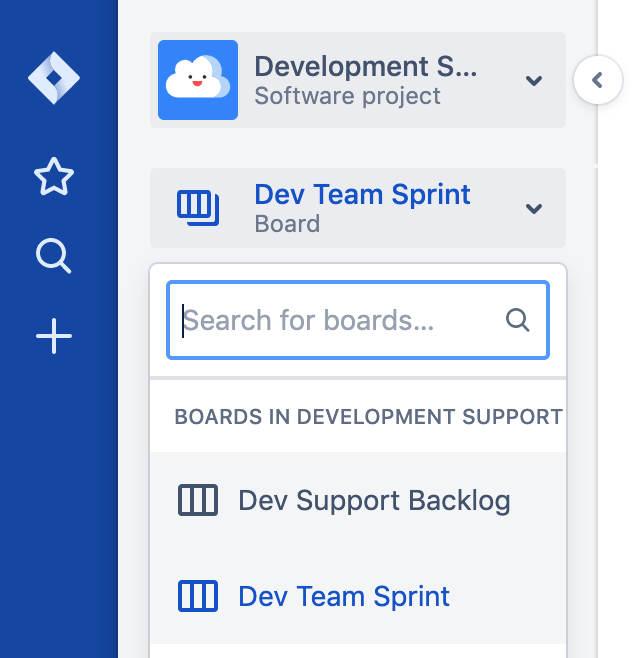 Development S...
Software project
Dev Team Sprint
Board
Search for boards...
BOARDS IN DEVELOPMENT SUPPORT
Dev Support Backlog
Dev Team Sprint